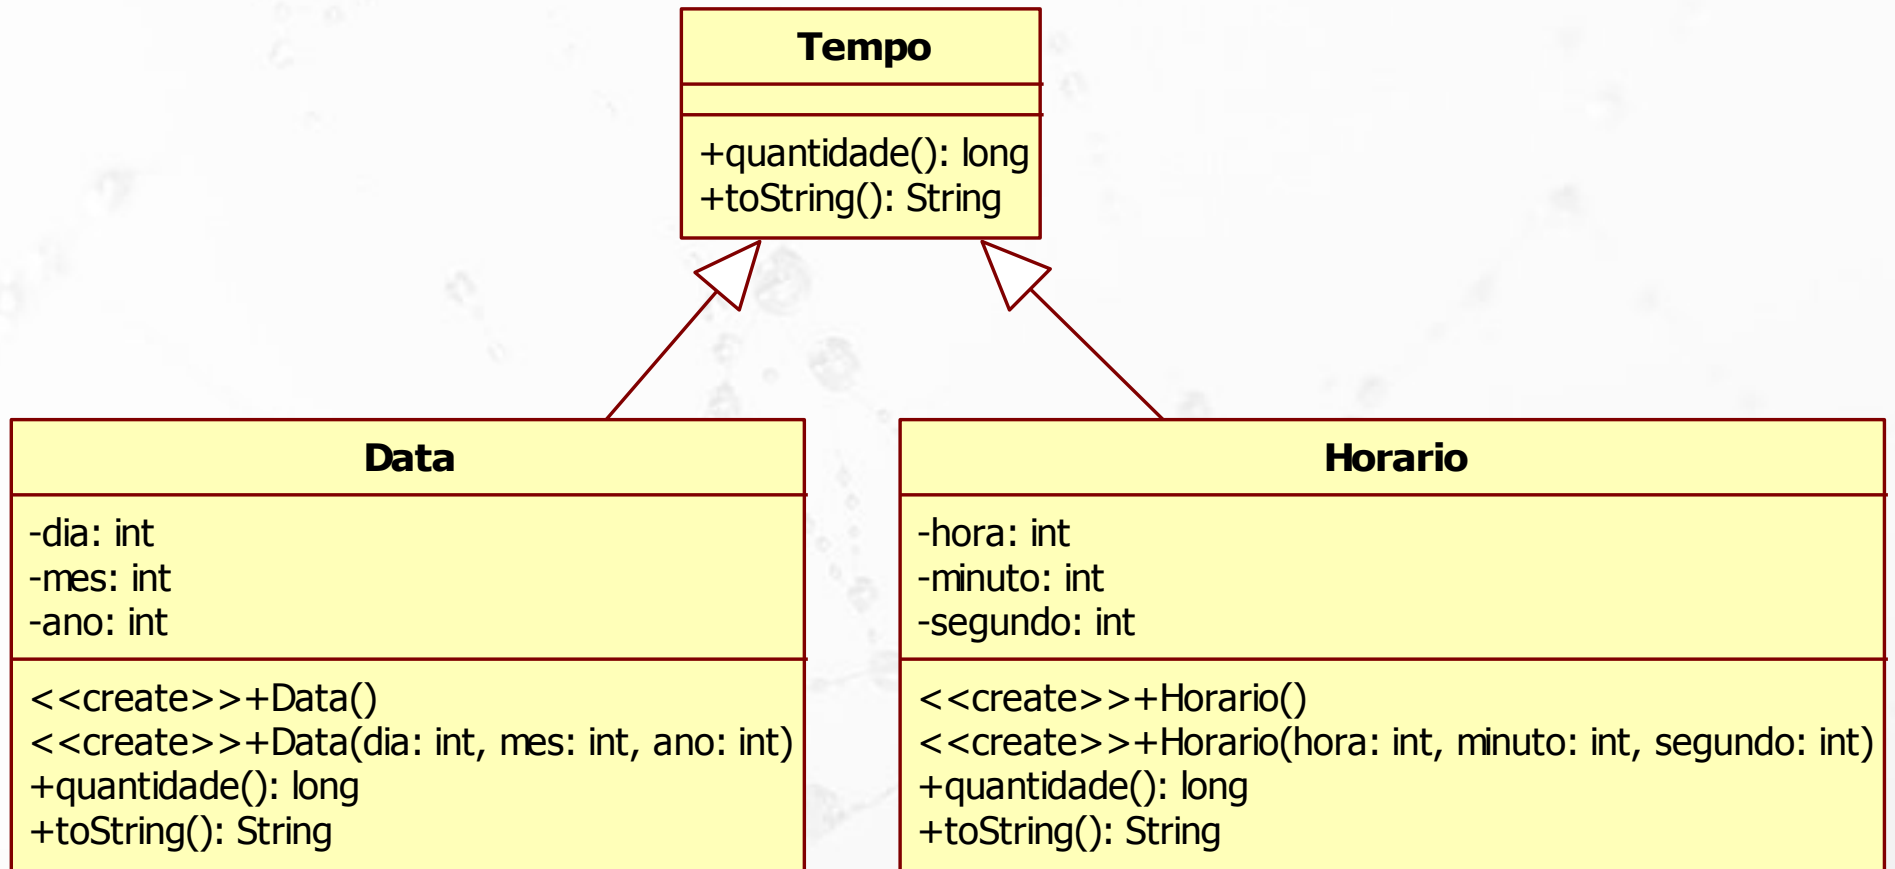 Tempo
+quantidade(): long
+toString(): String
Data
-dia: int
-mes: int
-ano: int
<<create>>+Data()
<<create>>+Data(dia: int, mes: int, ano: int)
+quantidade(): long
+toString(): String
Horario
-hora: int
-minuto: int
-segundo: int
<<create>>+Horario()
<<create>>+Horario(hora: int, minuto: int, segundo: int)
+quantidade(): long
+toString(): String